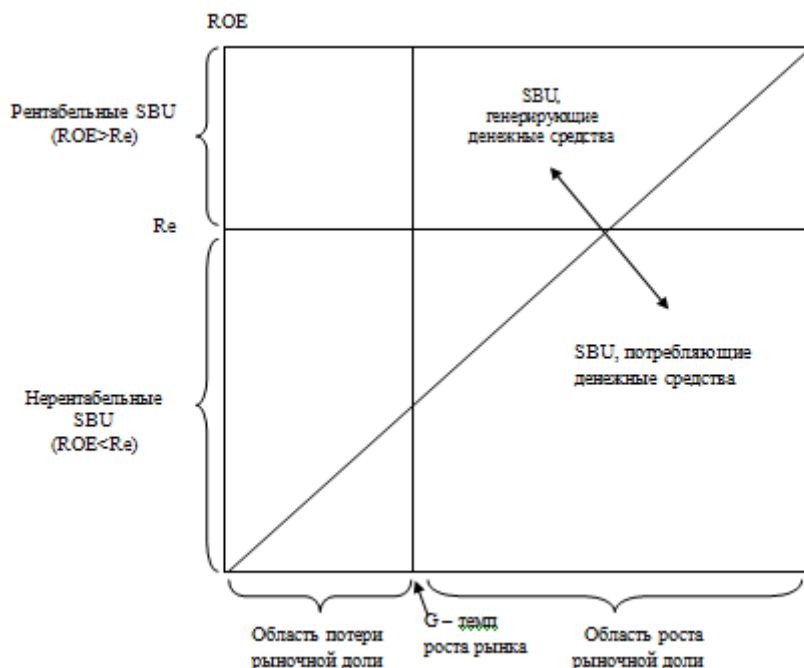 ROE
Рентабельные SBU
(ROE>Re)
SBU,
генерирующие
денежные средства
Re
SBU, потребляющие
денежные средства
Нерентабельные
SBU
(ROE<Re)
G – темп
роста рынка
Область потери
рыночной доли
Область роста
рыночной доли